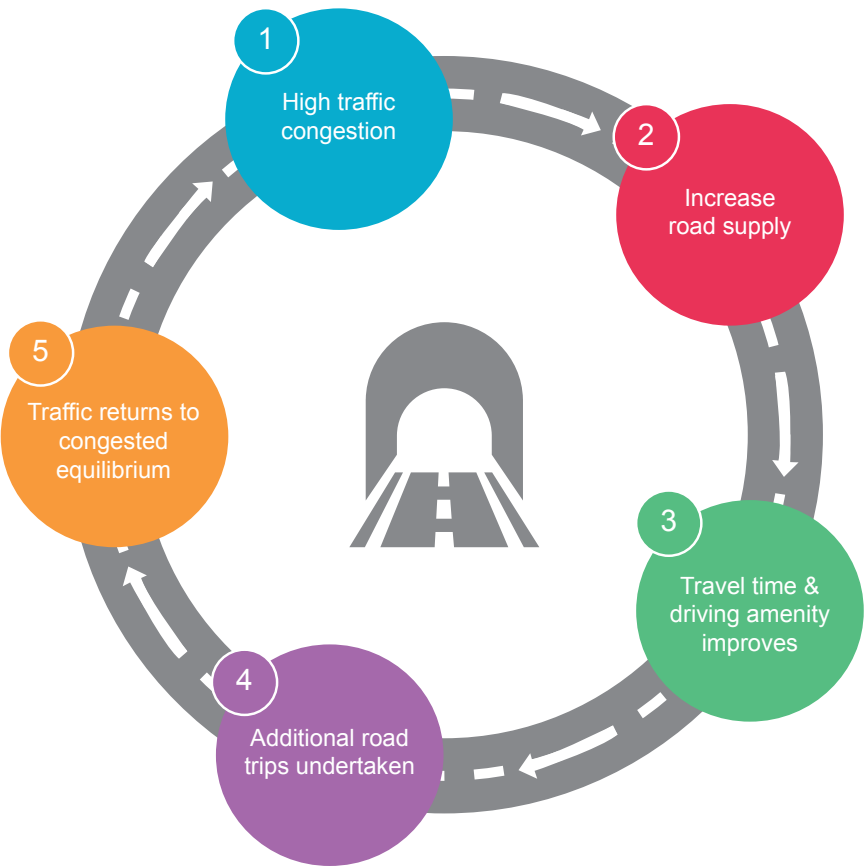 1
High traffic
congestion
2
Increase
road supply
3
Travel time &
driving amenity
improves
4
Additional road
trips undertaken
5
Traffic returns to
congested
equilibrium